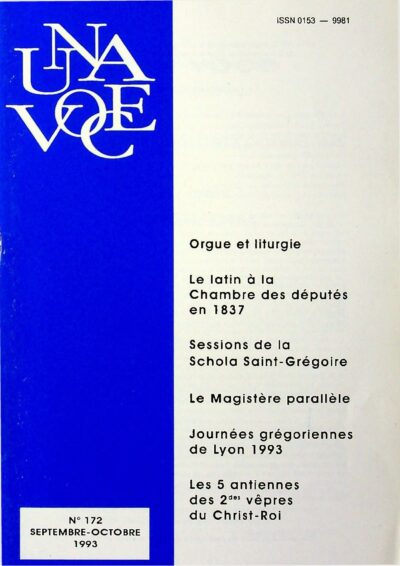 ISSN 0153 — 9981
UNA
VOCE
Orgue et liturgie
Le latin à la
Chambre des députés
en 1837
Sessions de la
Schola Saint-Grégoire
Le Magistère parallèle
Journées grégoriennes
de Lyon 1993
Les 5 antiennes
des 2des vêpres
du Christ-Roi
N° 172
SEPTEMBRE-OCTOBRE
1993